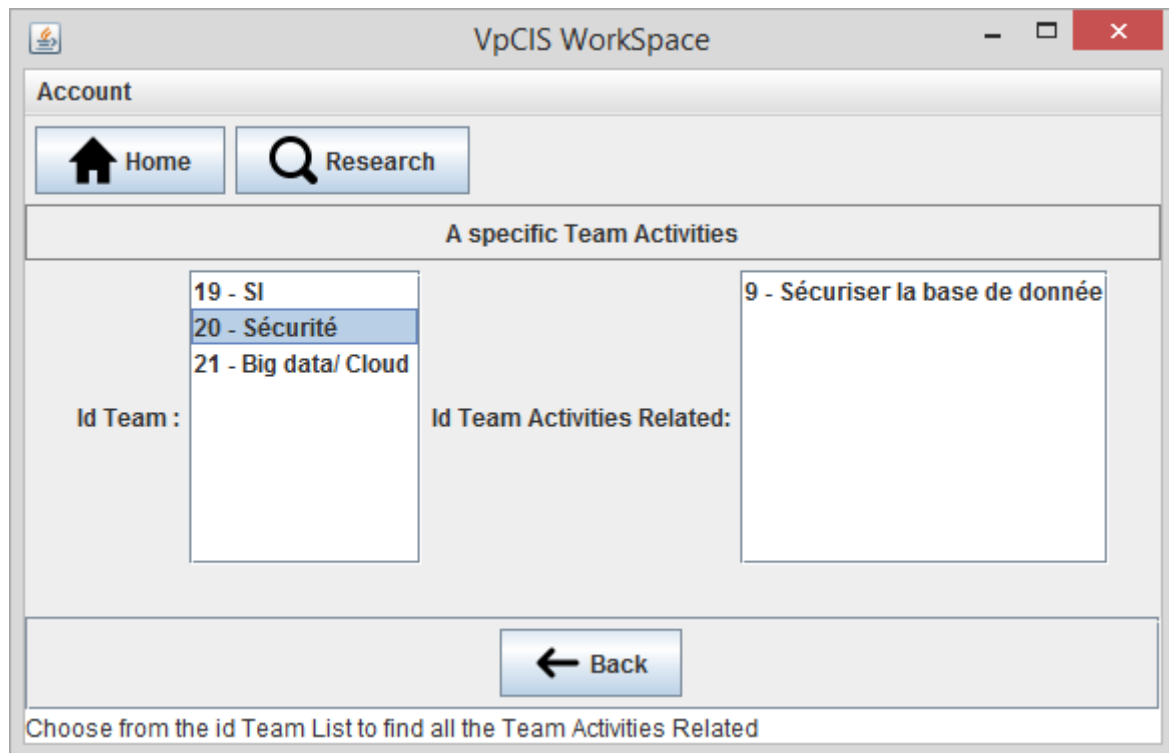 VpCIS WorkSpace
Account
Home
Research
A specific Team Activities
Id Team :
19 - SI
20 - Sécurité
21 - Big data/ Cloud
Id Team Activities Related:
9 - Sécuriser la base de donnée
Back
Choose from the id Team List to find all the Team Activities Related